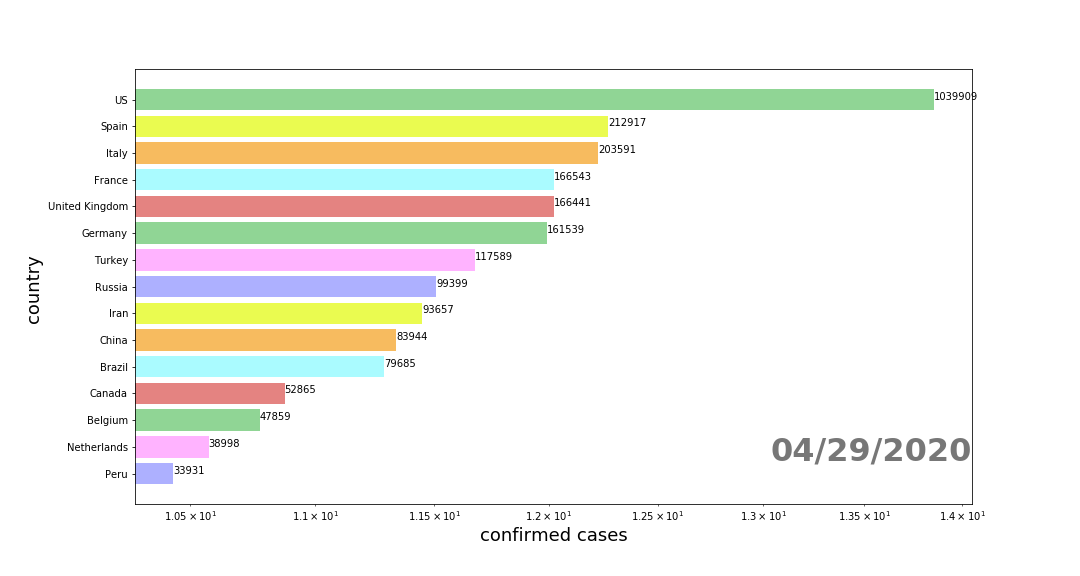 US 1039909
Spain 212917
Italy 203591
France 166543
United Kingdom 166441
Germany 161539
Turkey 117589
Russia 99399
Iran 93657
China 83944
Brazil 79685
Canada 52865
Belgium 47859
Netherlands 38998
Peru 33931
country
04/29/2020
1.05 × 10¹ 1.1 × 10¹ 1.15 × 10¹ 1.2 × 10¹ 1.25 × 10¹ 1.3 × 10¹ 1.35 × 10¹ 1.4 × 10¹
confirmed cases